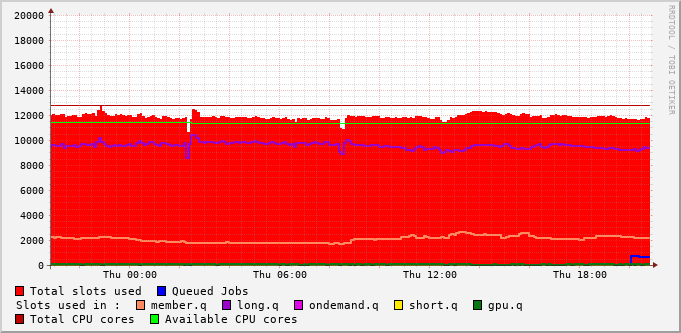 20000
18000
16000
14000
12000
10000
8000
6000
4000
2000
0
Thu 00:00 Thu 06:00 Thu 12:00 Thu 18:00
RRDTOOL / TOBI OETIKER
Total slots used Queued Jobs
Slots used in : member.q long.q ondemand.q short.q gpu.q
Total CPU cores Available CPU cores